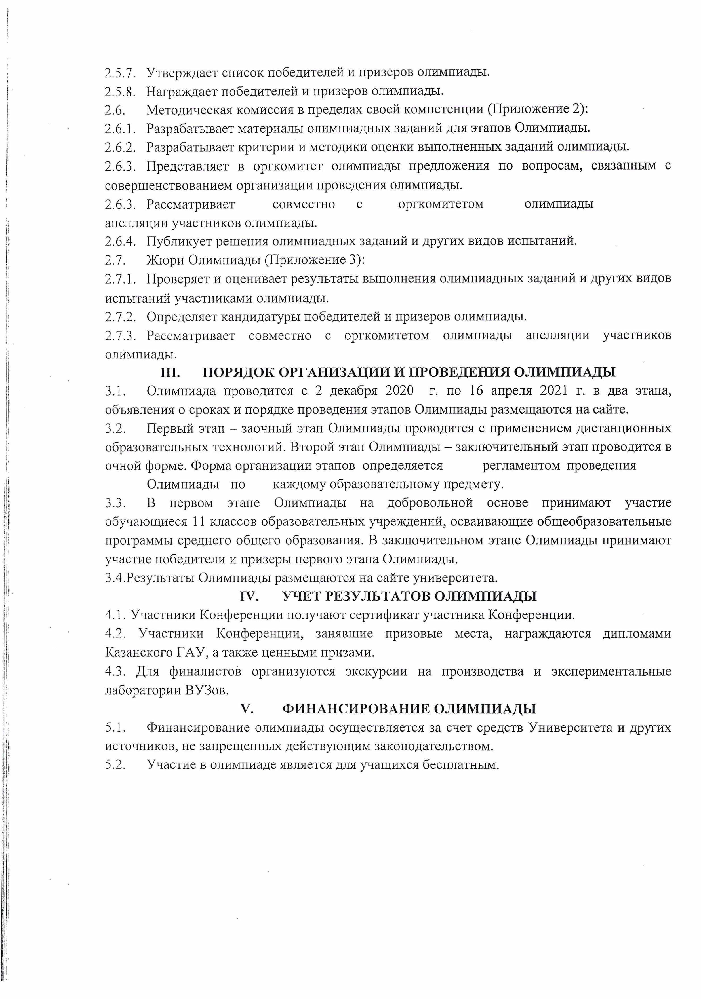 2.5.7. Утверждает список победителей и призеров олимпиады.
2.5.8. Награждает победителей и призеров олимпиады.
2.6. Методическая комиссия в пределах своей компетенции (Приложение 2):
2.6.1. Разрабатывает материалы олимпиадных заданий для этапов Олимпиады.
2.6.2. Разрабатывает критерии и методики оценки выполненных заданий олимпиады.
2.6.3. Представляет в оргкомитет олимпиады предложения по вопросам, связанным с
совершенствованием организации проведения олимпиады.
2.6.3. Рассматривает совместно с оргкомитетом олимпиады
апелляции участников олимпиады.
2.6.4. Публикует решения олимпиадных заданий и других видов испытаний.
2.7. Жюри Олимпиады (Приложение 3):
2.7.1. Проверяет и оценивает результаты выполнения олимпиадных заданий и других видов
испытаний участниками олимпиады.
2.7.2. Определяет кандидатуры победителей и призеров олимпиады.
2.7.3. Рассматривает совместно с оргкомитетом олимпиады апелляции участников
олимпиады.
III. ПОРЯДОК ОРГАНИЗАЦИИ И ПРОВЕДЕНИЯ ОЛИМПИАДЫ
3.1. Олимпиада проводится с 2 декабря 2020 г. по 16 апреля 2021 г. в два этапа,
объявления о сроках и порядке проведения этапов Олимпиады размещаются на сайте.
3.2. Первый этап – заочный этап Олимпиады проводится с применением дистанционных
образовательных технологий. Второй этап Олимпиады – заключительный этап проводится в
очной форме. Форма организации этапов определяется регламентом проведения
Олимпиады по каждому образовательному предмету.
3.3. В первом этапе Олимпиады на добровольной основе принимают участие
обучающиеся 11 классов образовательных учреждений, осваивающие общеобразовательные
программы среднего общего образования. В заключительном этапе Олимпиады принимают
участие победители и призеры первого этапа Олимпиады.
3.4.Результаты Олимпиады размещаются на сайте университета.
IV. УЧЕТ РЕЗУЛЬТАТОВ ОЛИМПИАДЫ
4.1. Участники Конференции получают сертификат участника Конференции.
4.2. Участники Конференции, занявшие призовые места, награждаются дипломами
Казанского ГАУ, а также ценными призами.
4.3. Для финалистов организуются экскурсии на производства и экспериментальные
лаборатории ВУЗов.
V. ФИНАНСИРОВАНИЕ ОЛИМПИАДЫ
5.1. Финансирование олимпиады осуществляется за счет средств Университета и других
источников, не запрещенных действующим законодательством.
5.2. Участие в олимпиаде является для учащихся бесплатным.